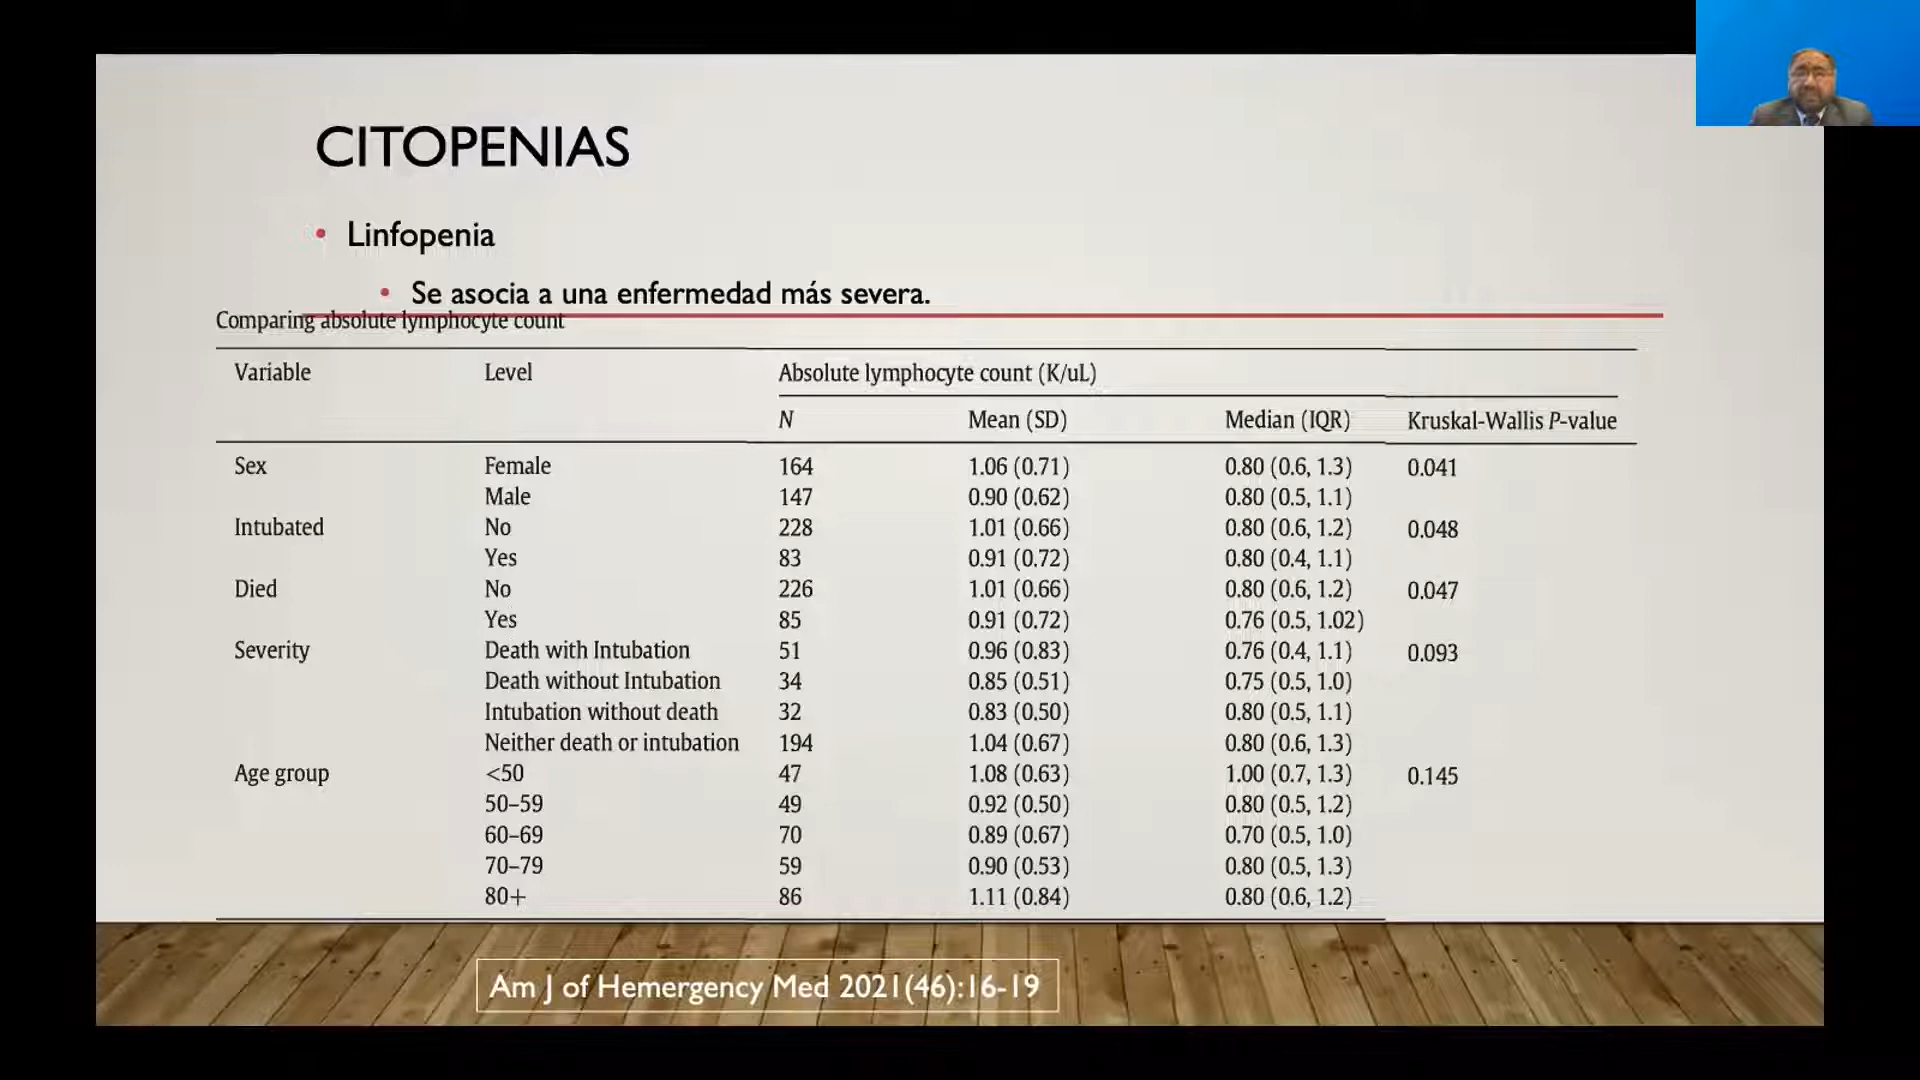 CITOPENIAS
• Linfopenia
• Se asocia a una enfermedad más severa.
Comparing absolute lymphocyte count
Variable Level Absolute lymphocyte count (K/uL)
N Mean (SD) Median (IQR) Kruskal-Wallis P-value
Sex Female 164 1.06 (0.71) 0.80 (0.6, 1.3) 0.041
Male 147 0.90 (0.62) 0.80 (0.5, 1.1)
Intubated No 228 1.01 (0.66) 0.80 (0.6, 1.2) 0.048
Yes 83 0.91 (0.72) 0.80 (0.4, 1.1)
Died No 226 1.01 (0.66) 0.80 (0.6, 1.2) 0.047
Yes 85 0.91 (0.72) 0.76 (0.5, 1.02)
Severity Death with Intubation 51 0.96 (0.83) 0.76 (0.4, 1.1) 0.093
Death without Intubation 34 0.85 (0.51) 0.75 (0.5, 1.0)
Intubation without death 32 0.83 (0.50) 0.80 (0.5, 1.1)
Neither death or intubation 194 1.04 (0.67) 0.80 (0.6, 1.3)
Age group <50 47 1.08 (0.63) 1.00 (0.7, 1.3) 0.145
50–59 49 0.92 (0.50) 0.80 (0.5, 1.2)
60–69 70 0.89 (0.67) 0.70 (0.5, 1.0)
70–79 59 0.90 (0.53) 0.80 (0.5, 1.3)
80+ 86 1.11 (0.84) 0.80 (0.6, 1.2)
Am J of Hemergency Med 2021(46):16-19